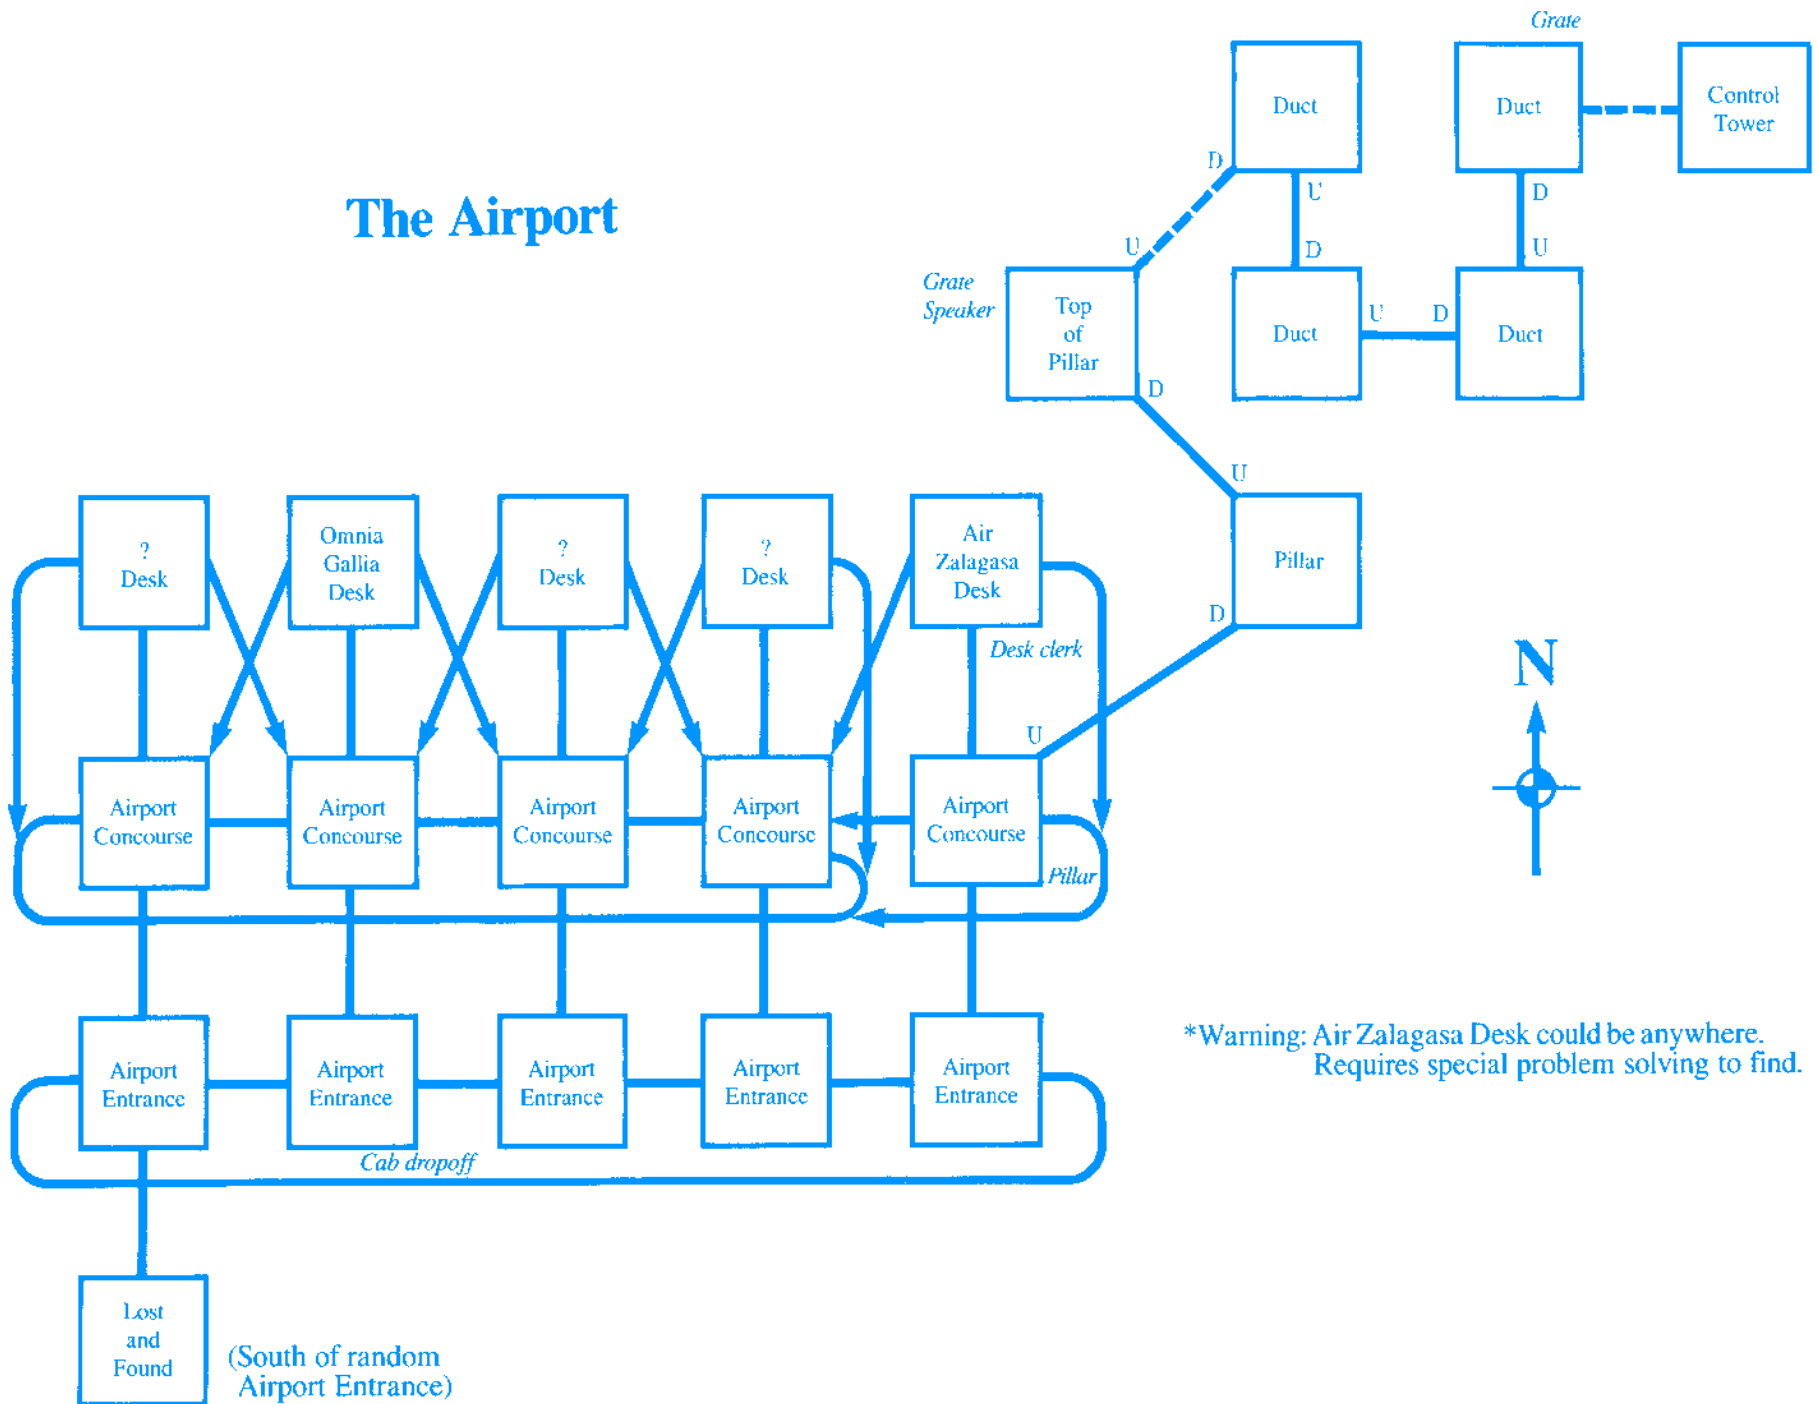 Grate
Duct
Duct
Control
Tower
The Airport
D
U
D
U
D
U
Grate
Speaker
Top
of
Pillar
U
D
Duct
Duct
D
U
Pillar
D
?
Desk
Omnia
Gallia
Desk
?
Desk
?
Desk
Air
Zalagasa
Desk
Desk clerk
N
U
Airport
Concourse
Airport
Concourse
Airport
Concourse
Airport
Concourse
Airport
Concourse
Pillar
*Warning: Air Zalagasa Desk could be anywhere.
Requires special problem solving to find.
Airport
Entrance
Airport
Entrance
Airport
Entrance
Airport
Entrance
Airport
Entrance
Cab dropoff
Lost
and
Found
(South of random
Airport Entrance)